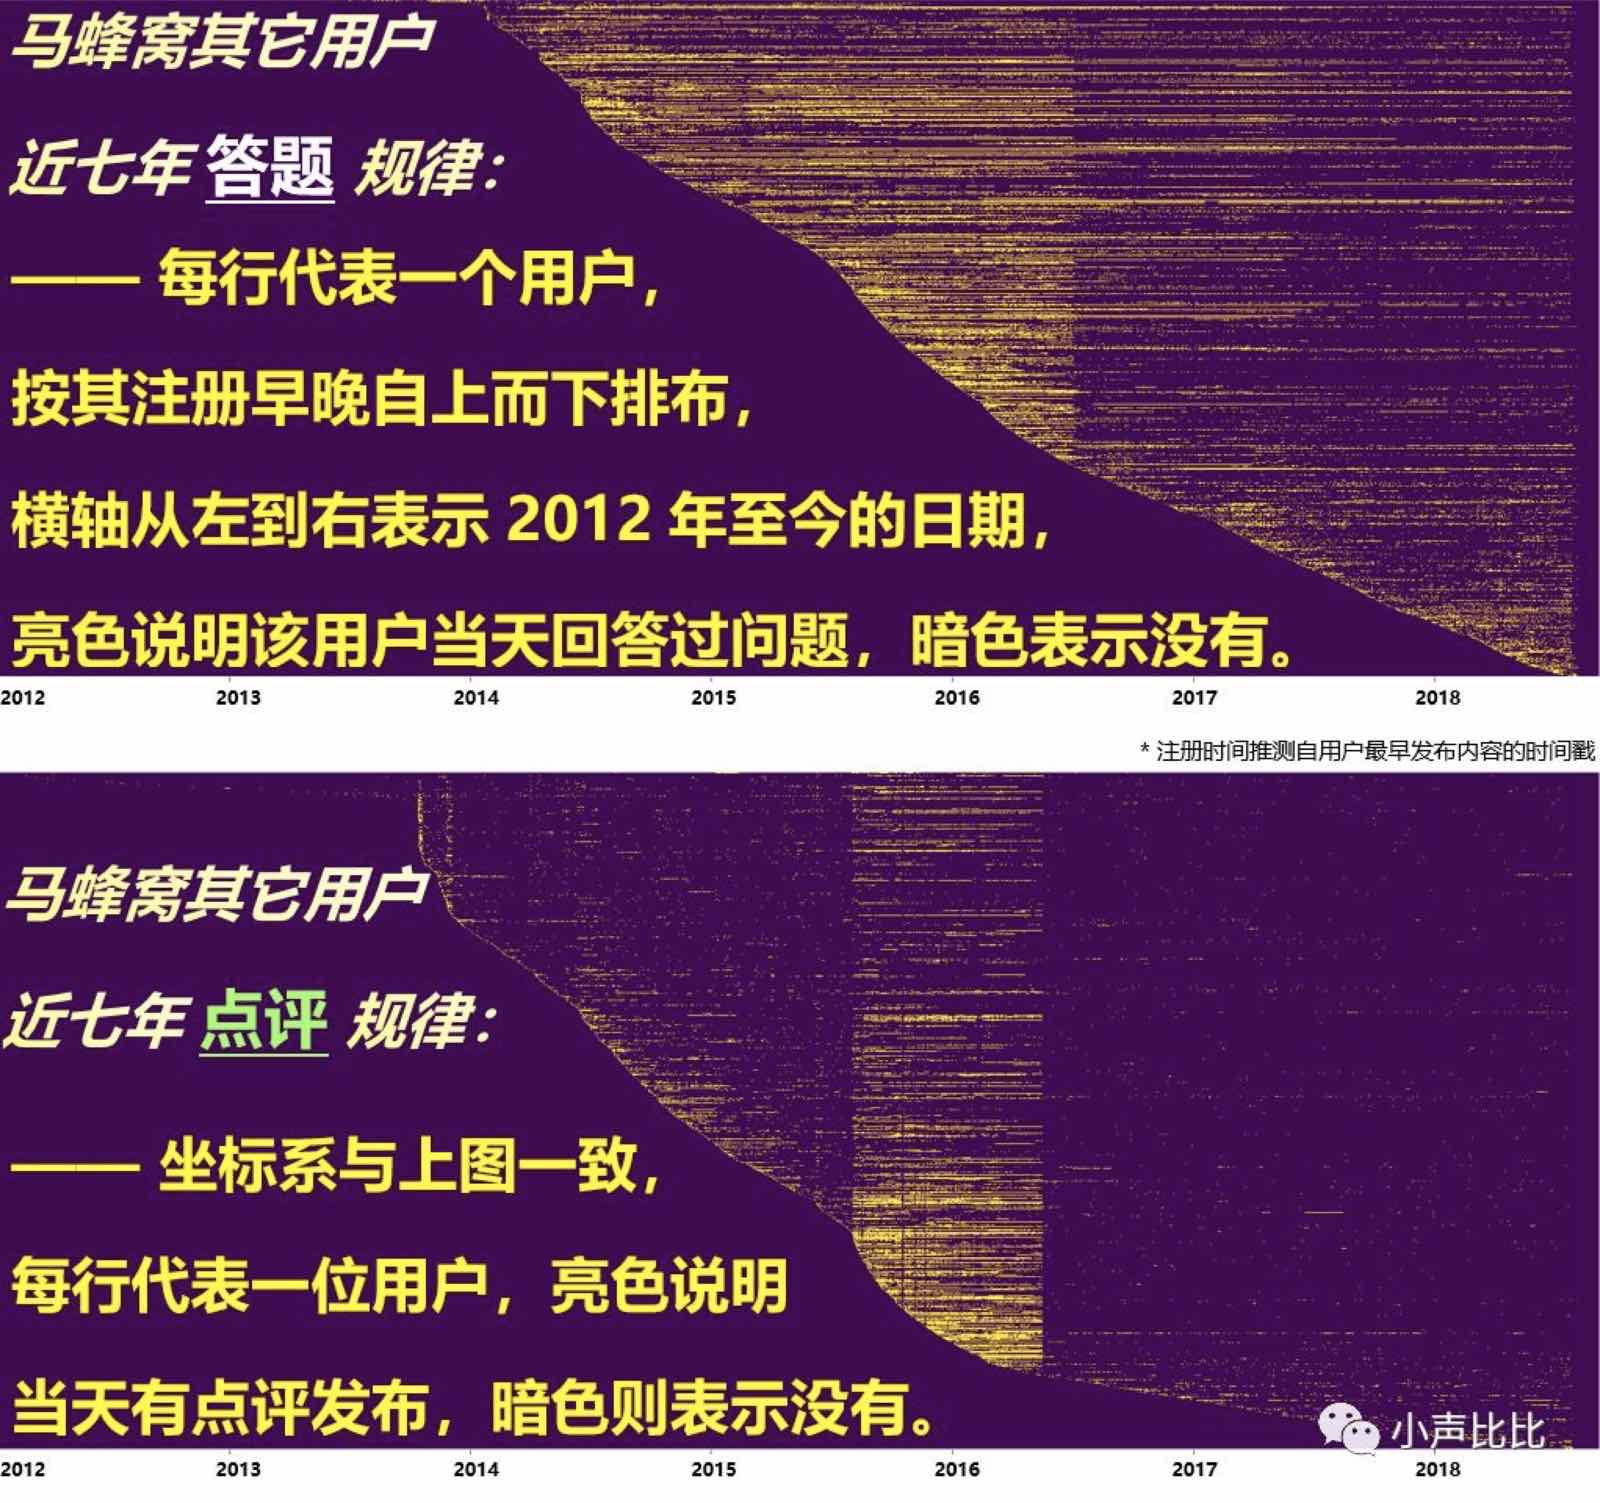 马蜂窝其它用户
近七年 答题 规律：
—— 每行代表一个用户，
按其注册早晚自上而下排布，
横轴从左到右表示 2012 年至今的日期，
亮色说明该用户当天回答过问题，暗色表示没有。
2012 2013 2014 2015 2016 2017 2018
* 注册时间推测自用户最早发布内容的时间戳
马蜂窝其它用户
近七年 点评 规律：
—— 坐标系与上图一致，
每行代表一位用户，亮色说明
当天有点评发布，暗色则表示没有。
小声比比
2012 2013 2014 2015 2016 2017 2018